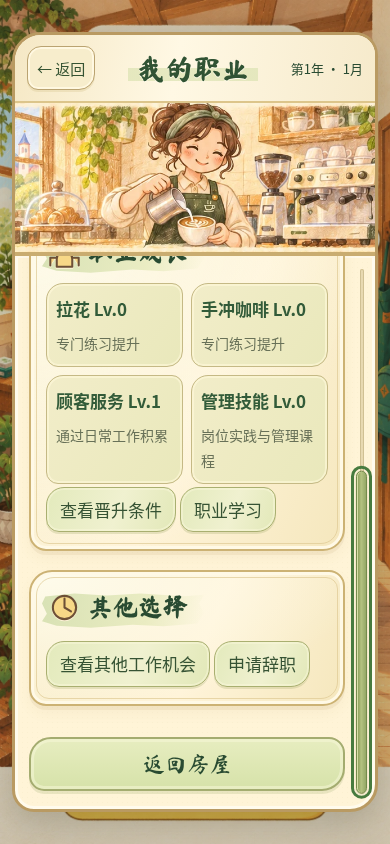 ← 返回
我的职业
第1年 · 1月
拉花 Lv.0
专门练习提升
手冲咖啡 Lv.0
专门练习提升
顾客服务 Lv.1
通过日常工作积累
管理技能 Lv.0
岗位实践与管理课
程
查看晋升条件
职业学习
其他选择
查看其他工作机会
申请辞职
返回房屋